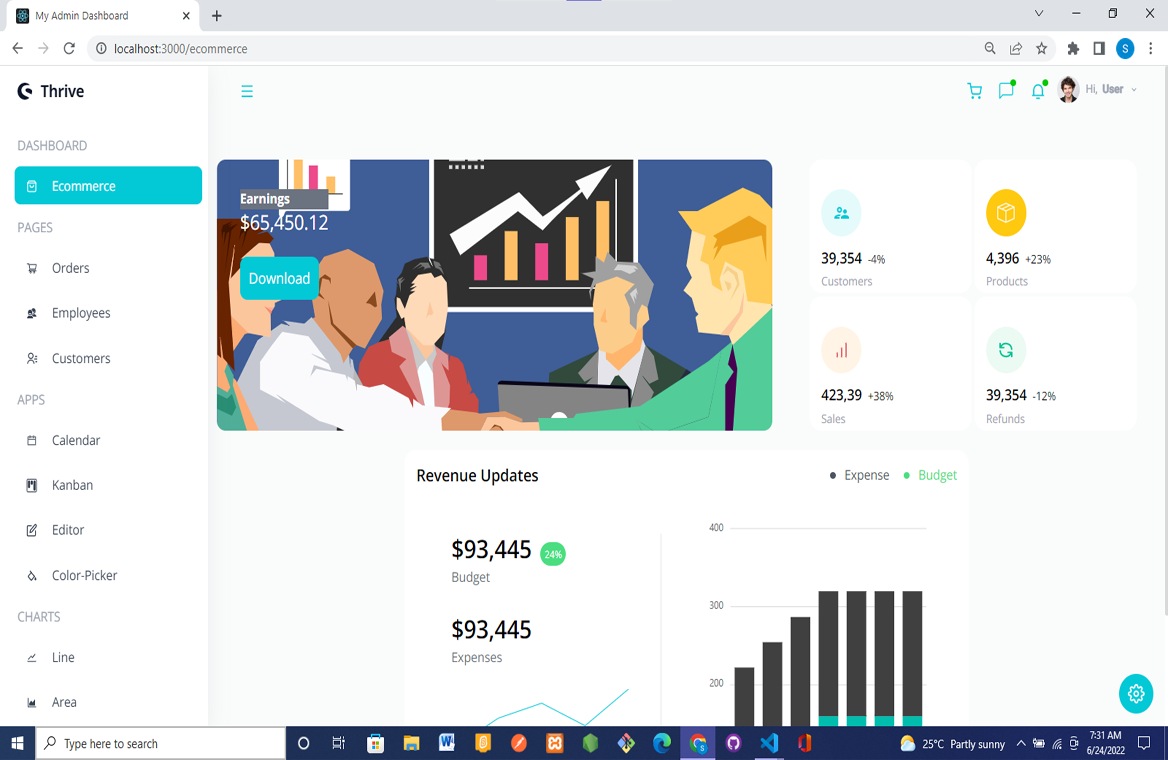 My Admin Dashboard
localhost:3000/ecommerce
S
Thrive
Hi, User
DASHBOARD
Ecommerce
PAGES
Orders
Employees
Customers
APPS
Calendar
Kanban
Editor
Color-Picker
CHARTS
Line
Area
Earnings
$65,450.12
Download
39,354 -4%
Customers
4,396 +23%
Products
423,39 +38%
Sales
39,354 -12%
Refunds
Revenue Updates
Expense
Budget
$93,445 24%
Budget
$93,445
Expenses
400
300
200
Type here to search
25°C Partly sunny
7:31 AM
6/24/2022